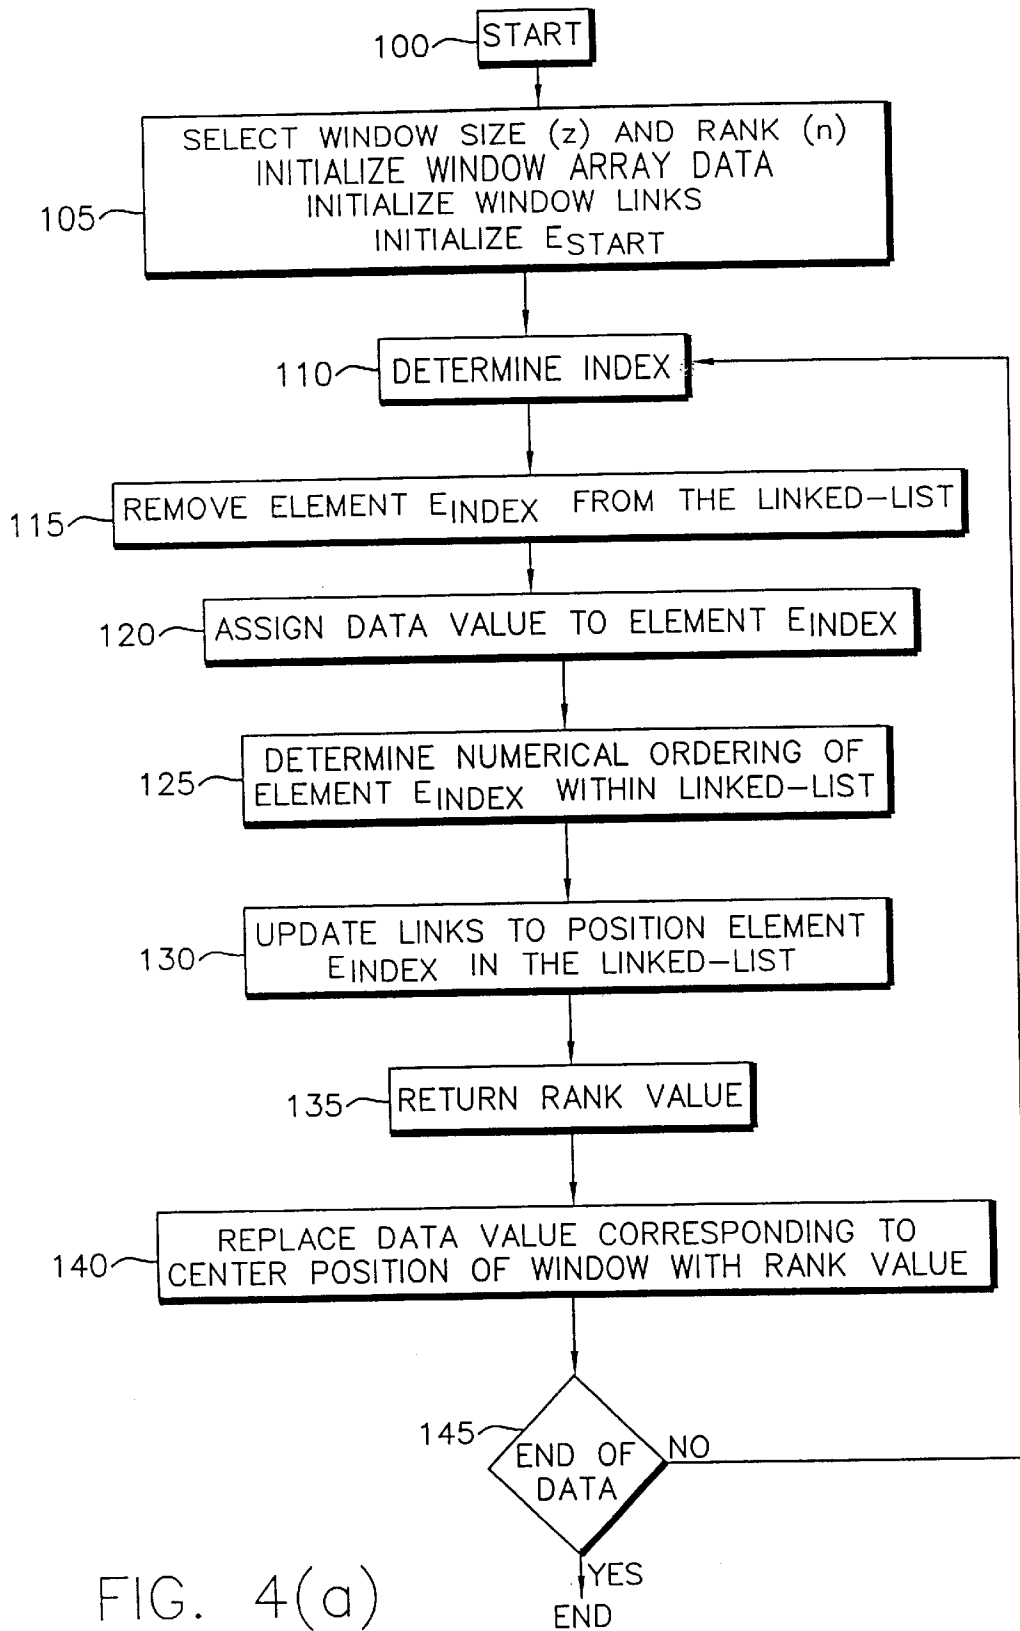 100 START
SELECT WINDOW SIZE (z) AND RANK (n)
INITIALIZE WINDOW ARRAY DATA
105 INITIALIZE WINDOW LINKS
INITIALIZE ESTART
110 DETERMINE INDEX
115 REMOVE ELEMENT EINDEX FROM THE LINKED-LIST
120 ASSIGN DATA VALUE TO ELEMENT EINDEX
DETERMINE NUMERICAL ORDERING OF
125 ELEMENT EINDEX WITHIN LINKED-LIST
UPDATE LINKS TO POSITION ELEMENT
130 EINDEX IN THE LINKED-LIST
135 RETURN RANK VALUE
REPLACE DATA VALUE CORRESPONDING TO
140 CENTER POSITION OF WINDOW WITH RANK VALUE
145 END OF NO
DATA
YES
END
FIG. 4(a)